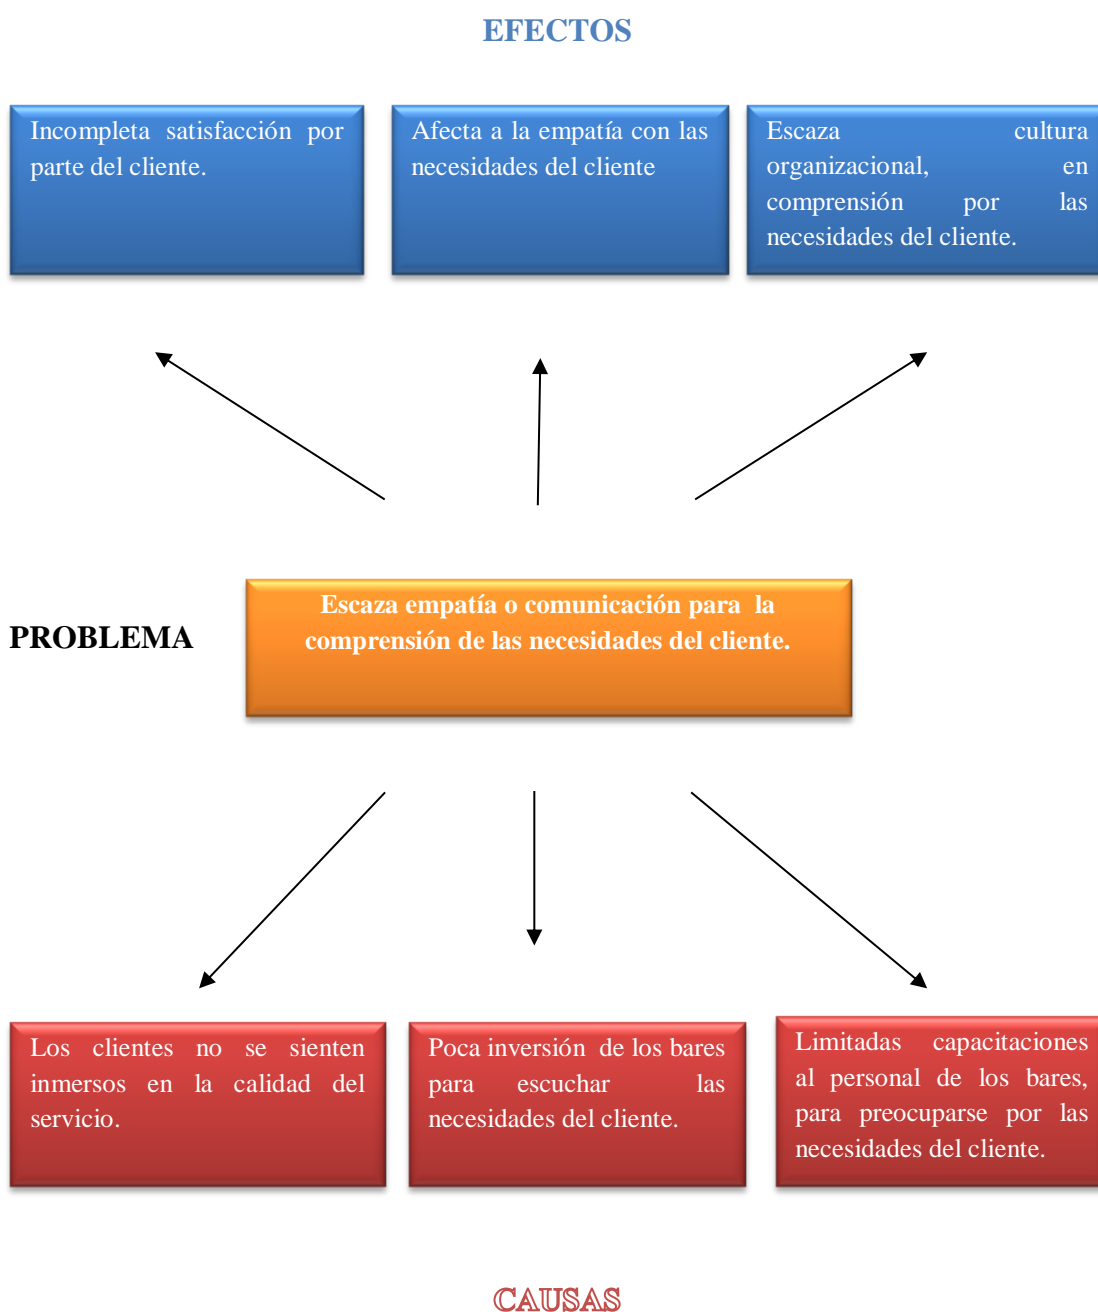 EFECTOS
Incompleta satisfacción por
parte del cliente.
Afecta a la empatía con las
necesidades del cliente
Escaza cultura
organizacional, en
comprensión por las
necesidades del cliente.
PROBLEMA
Escaza empatía o comunicación para la
comprensión de las necesidades del cliente.
Los clientes no se sienten
inmersos en la calidad del
servicio.
Poca inversión de los bares
para escuchar las
necesidades del cliente.
Limitadas capacitaciones
al personal de los bares,
para preocuparse por las
necesidades del cliente.
CAUSAS